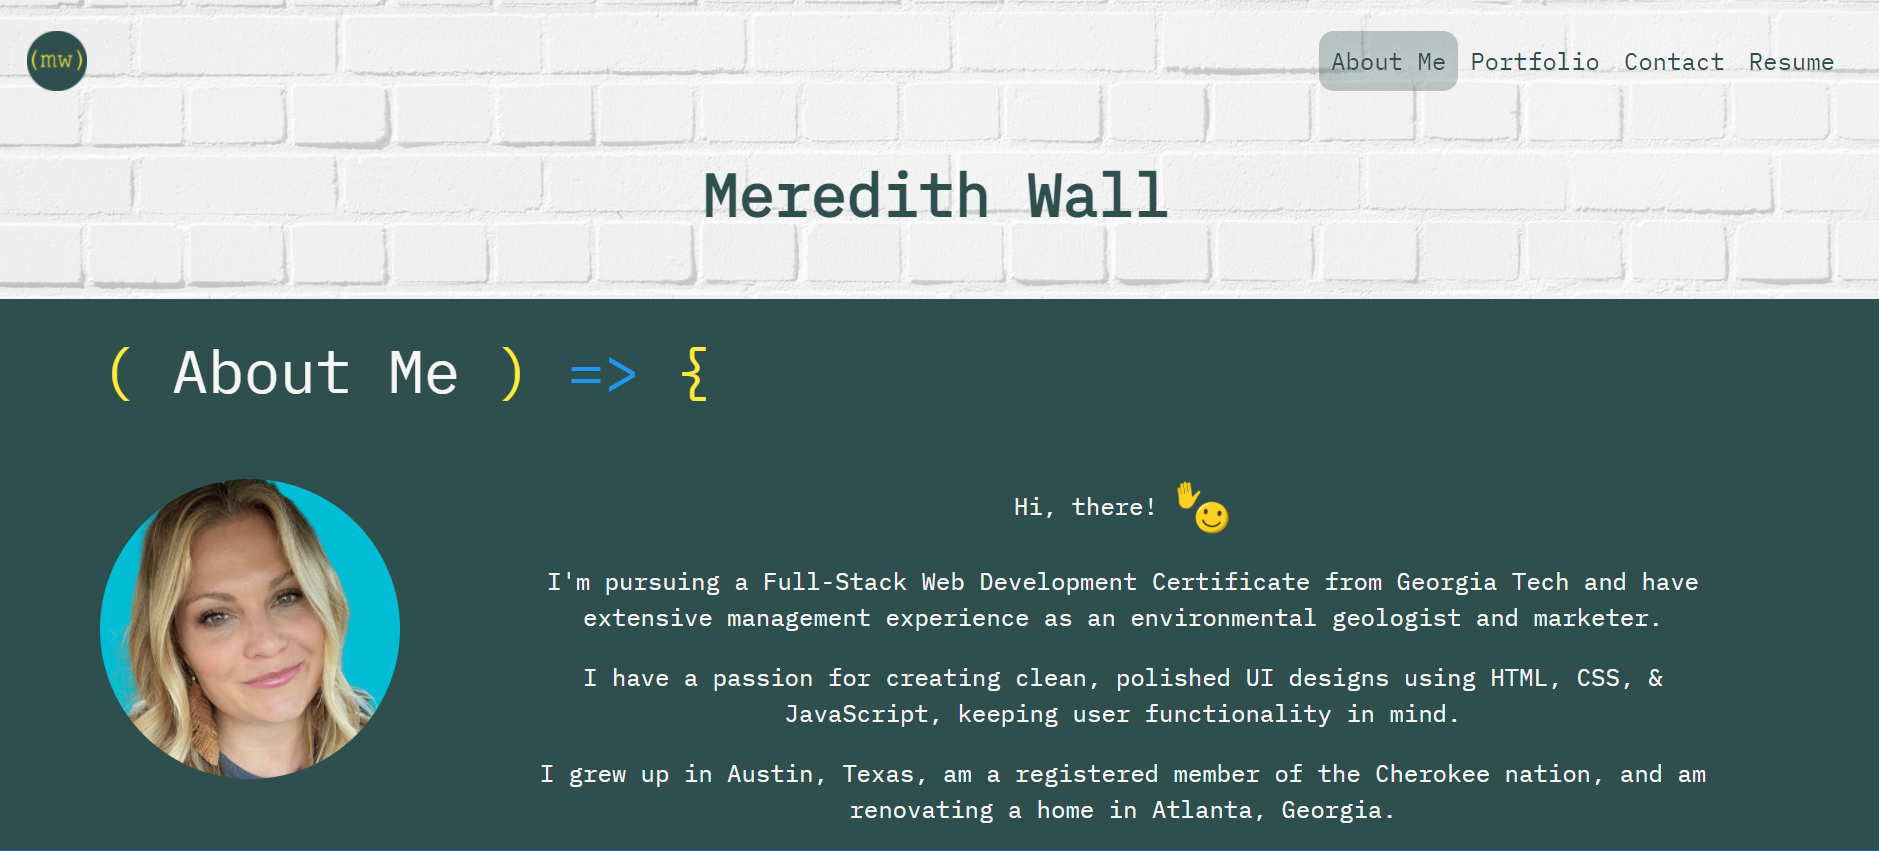 (mw)
About Me Portfolio Contact Resume
Meredith Wall
( About Me ) => {
Hi, there!
I'm pursuing a Full-Stack Web Development Certificate from Georgia Tech and have
extensive management experience as an environmental geologist and marketer.
I have a passion for creating clean, polished UI designs using HTML, CSS, &
JavaScript, keeping user functionality in mind.
I grew up in Austin, Texas, am a registered member of the Cherokee nation, and am
renovating a home in Atlanta, Georgia.